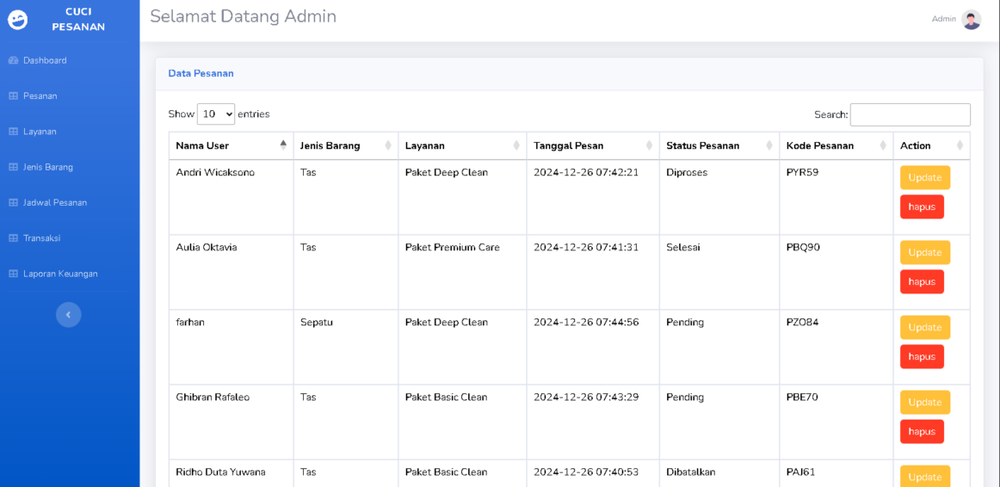 CUCI
PESANAN
Dashboard
Pesanan
Layanan
Jenis Barang
Jadwal Pesanan
Transaksi
Laporan Keuangan
Selamat Datang Admin
Admin
Data Pesanan
Show 10 entries
Search:
Nama User Jenis Barang Layanan Tanggal Pesan Status Pesanan Kode Pesanan Action
Andri Wicaksono Tas Paket Deep Clean 2024-12-26 07:42:21 Diproses PYR59 Update
hapus
Aulia Oktavia Tas Paket Premium Care 2024-12-26 07:41:31 Selesai PBQ90 Update
hapus
farhan Sepatu Paket Deep Clean 2024-12-26 07:44:56 Pending PZO84 Update
hapus
Ghibran Rafaleo Tas Paket Basic Clean 2024-12-26 07:43:29 Pending PBE70 Update
hapus
Ridho Duta Yuwana Tas Paket Basic Clean 2024-12-26 07:40:53 Dibatalkan PAJ61 Update